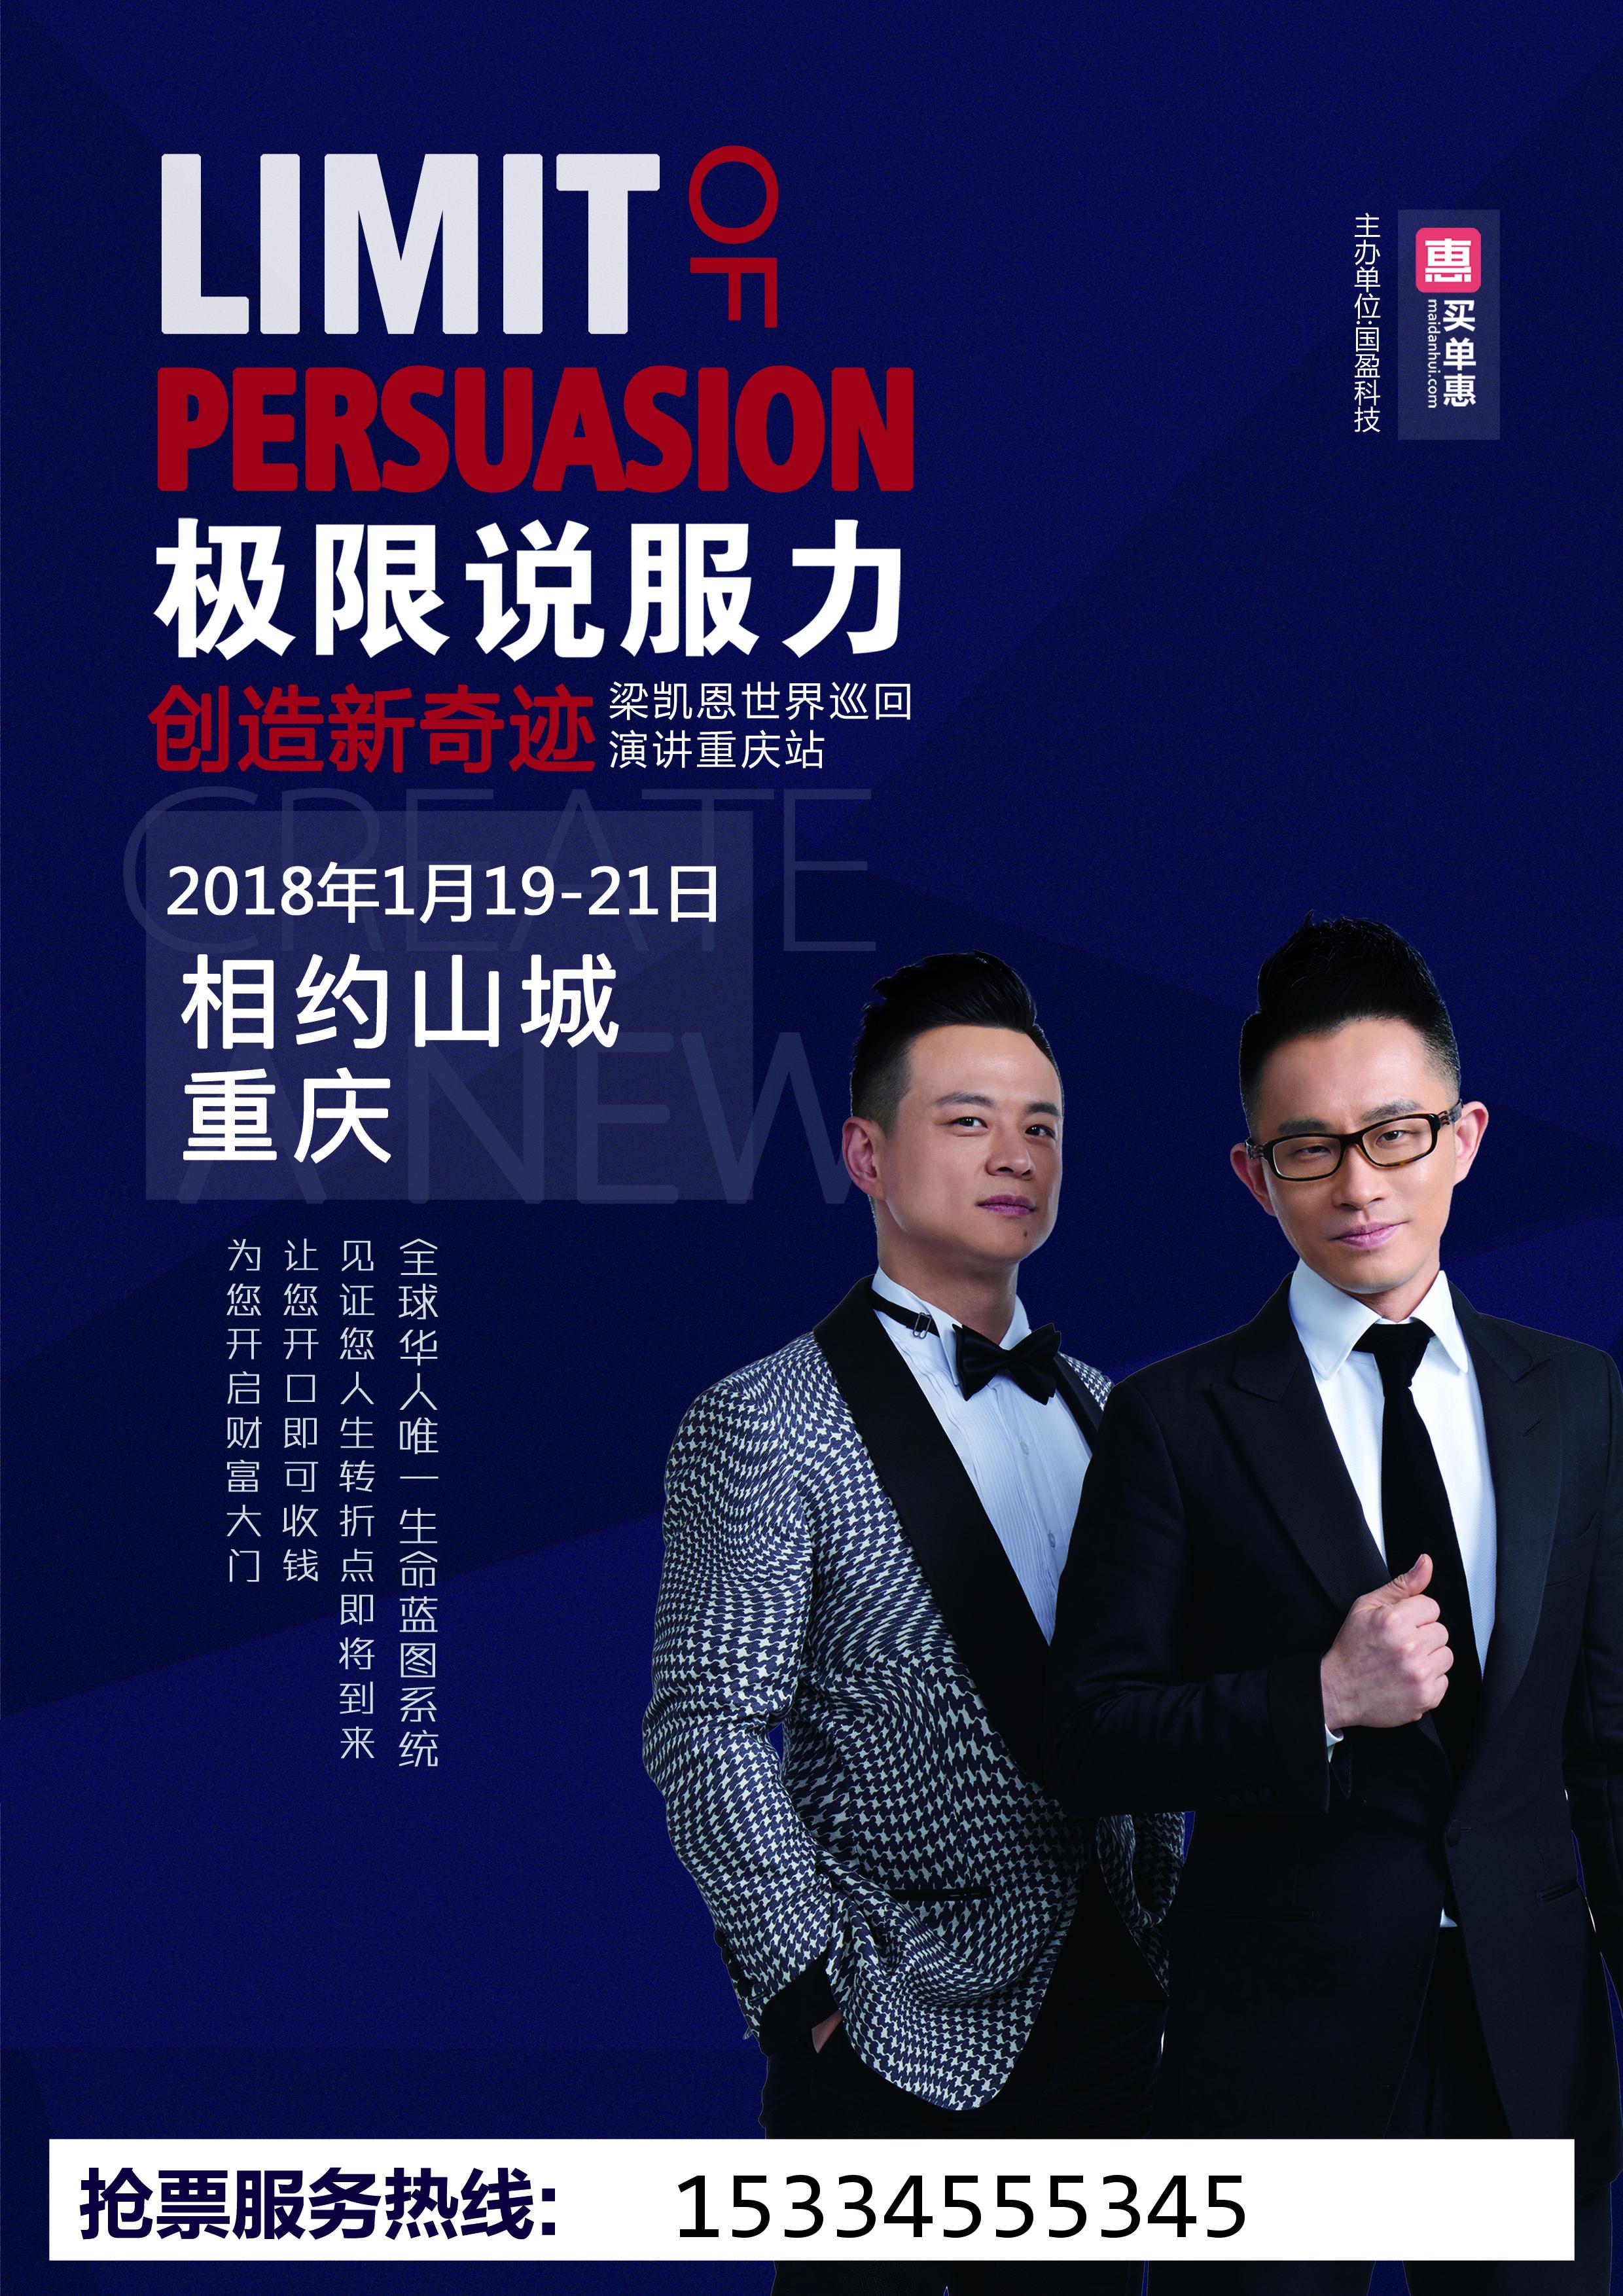 LIMIT OF
PERSUASION
极限说服力
创造新奇迹
梁凯恩世界巡回
演讲重庆站
主办单位:国盈科技
惠
买单惠
maidanhui.com
CREATE
A NEW
2018年1月19-21日
相约山城
重庆
全球华人唯一生命蓝图系统
见证您人生转折点即将到来
让您开口即可收钱
为您开启财富大门
抢票服务热线: 15334555345